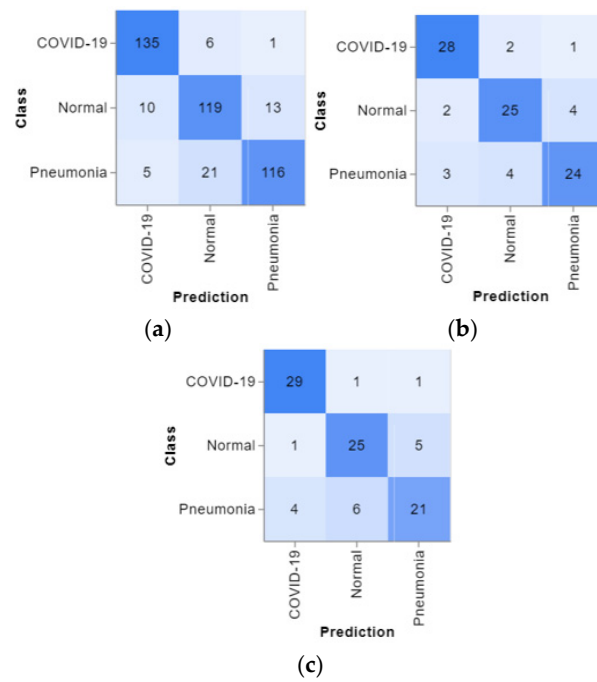 COVID-19 135 6 1
Normal 10 119 13
Pneumonia 5 21 116
Class
COVID-19 Normal Pneumonia
Prediction
(a)
COVID-19 28 2 1
Normal 2 25 4
Pneumonia 3 4 24
Class
COVID-19 Normal Pneumonia
Prediction
(b)
COVID-19 29 1 1
Normal 1 25 5
Pneumonia 4 6 21
Class
COVID-19 Normal Pneumonia
Prediction
(c)